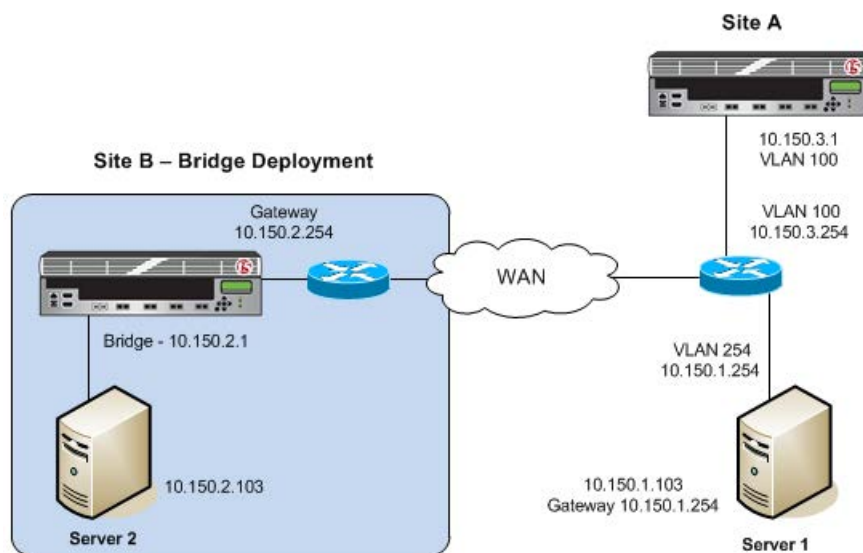 Site A
10.150.3.1
VLAN 100
Site B – Bridge Deployment
Gateway
10.150.2.254
VLAN 100
10.150.3.254
WAN
Bridge - 10.150.2.1
VLAN 254
10.150.1.254
10.150.2.103
10.150.1.103
Gateway 10.150.1.254
Server 2
Server 1